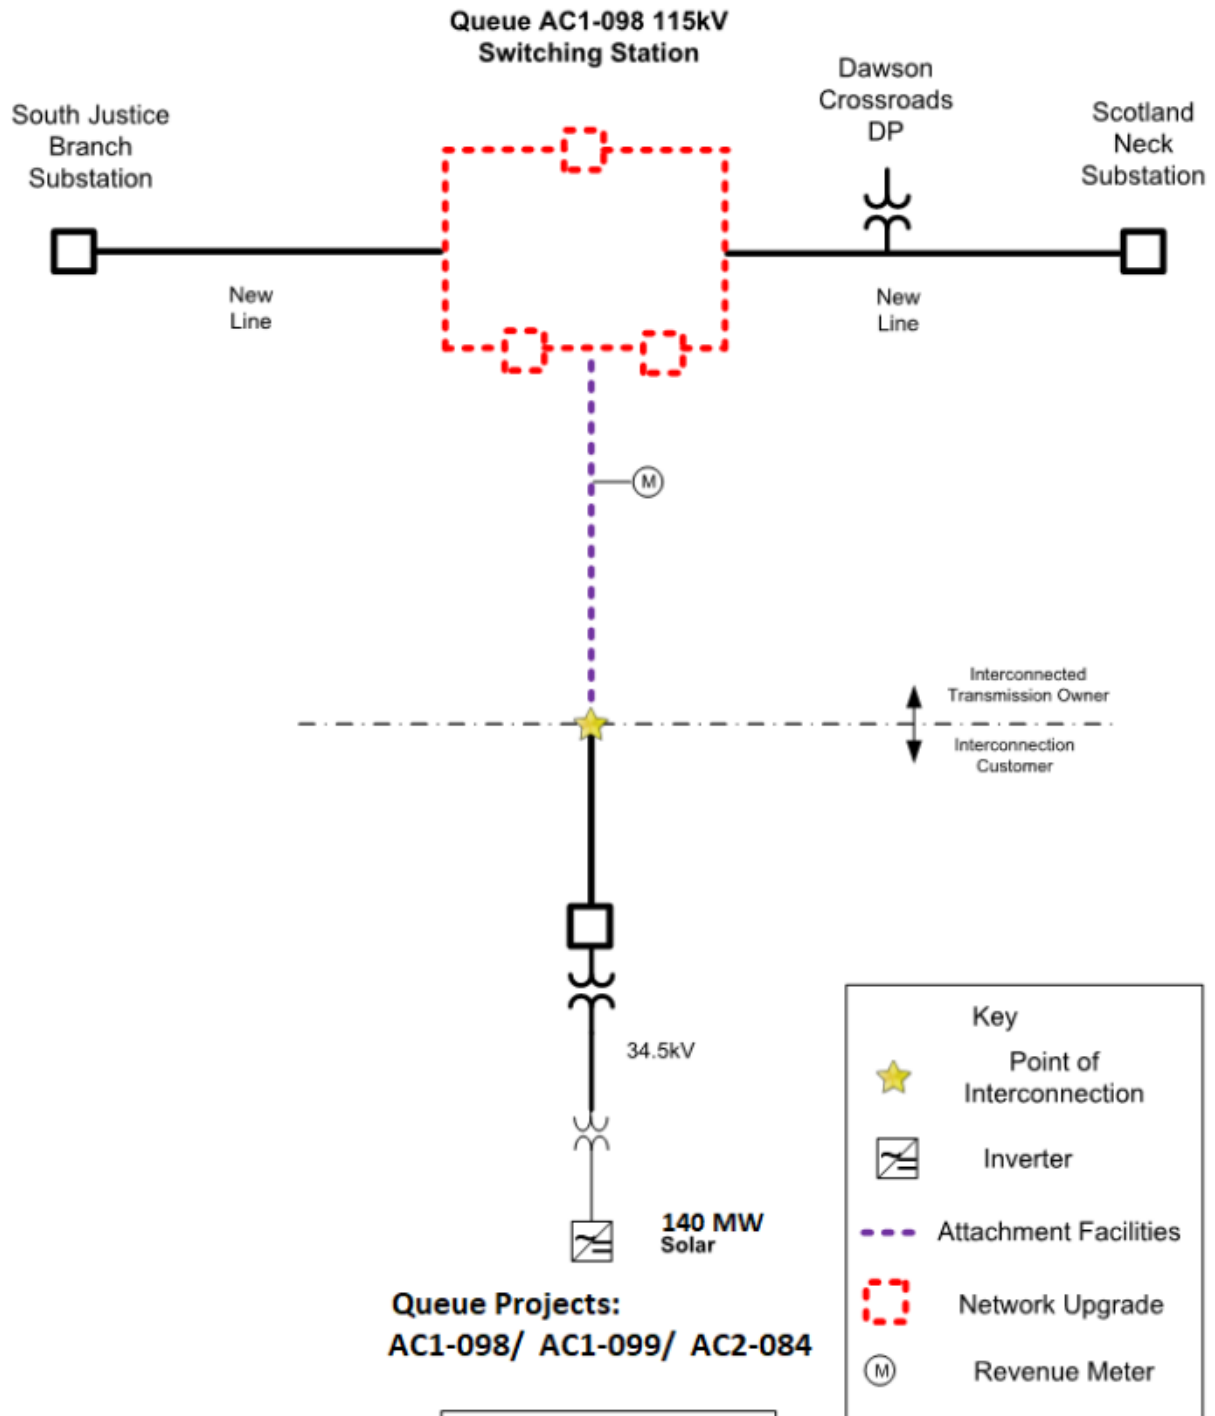 Queue AC1-098 115kV
Switching Station
South Justice
Branch
Substation
Dawson
Crossroads
DP
Scotland
Neck
Substation
New
Line
New
Line
M
Interconnected
Transmission Owner
Interconnection
Customer
34.5kV
140 MW
Solar
Queue Projects:
AC1-098/ AC1-099/ AC2-084
Key
Point of
Interconnection
Inverter
Attachment Facilities
Network Upgrade
M
Revenue Meter